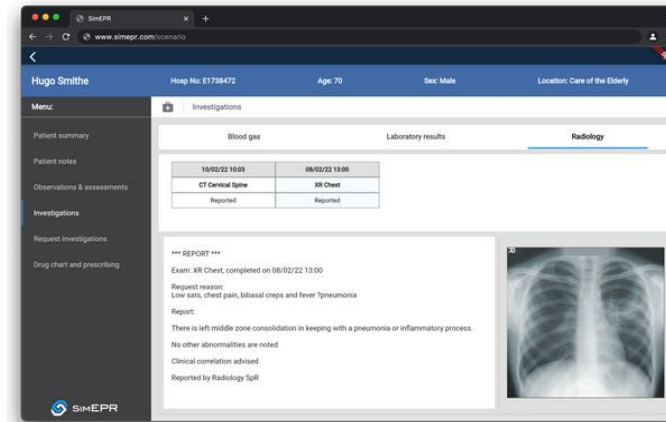 SimEPR
www.simepr.com/scenario
Hugo Smithe
Hosp No: E1738472
Age: 70
Sex: Male
Location: Care of the Elderly
Menu:
Patient summary
Patient notes
Observations & assessments
Investigations
Request investigations
Drug chart and prescribing
SIMEPR
Investigations
Blood gas
Laboratory results
Radiology
10/02/22 10:03
08/02/22 13:00
CT Cervical Spine
XR Chest
Reported
Reported
*** REPORT ***
Exam: XR Chest, completed on 08/02/22 13:00
Request reason:
Low sats, chest pain, bibasal creps and fever ?pneumonia
Report:
There is left middle zone consolidation in keeping with a pneumonia or inflammatory process.
No other abnormalities are noted
Clinical correlation advised
Reported by Radiology SpR